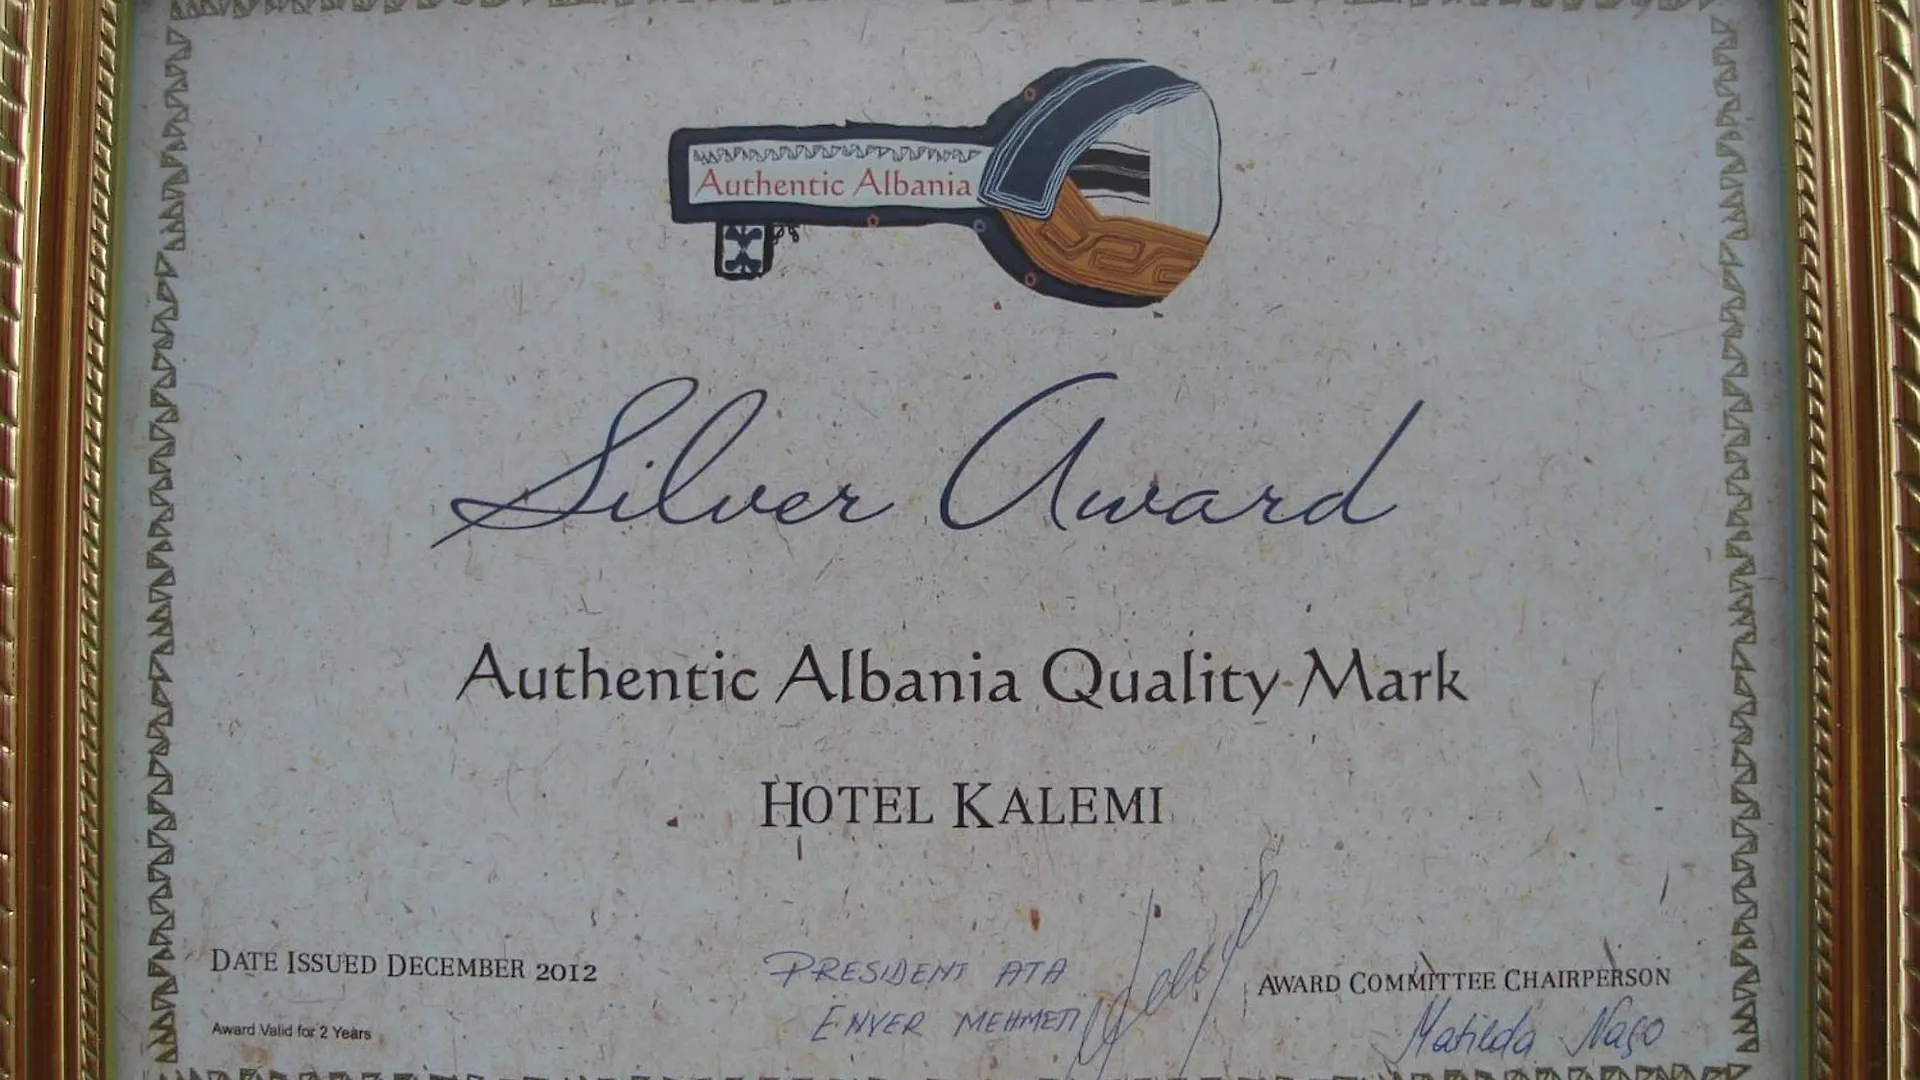 Authentic Albania
Silver Award
Authentic Albania Quality Mark
HOTEL KALEMI
DATE ISSUED DECEMBER 2012
PRESIDENT ATA
AWARD COMMITTEE CHAIRPERSON
Award Valid for 2 Years
ENVER MEHMETI
Matilda Naço